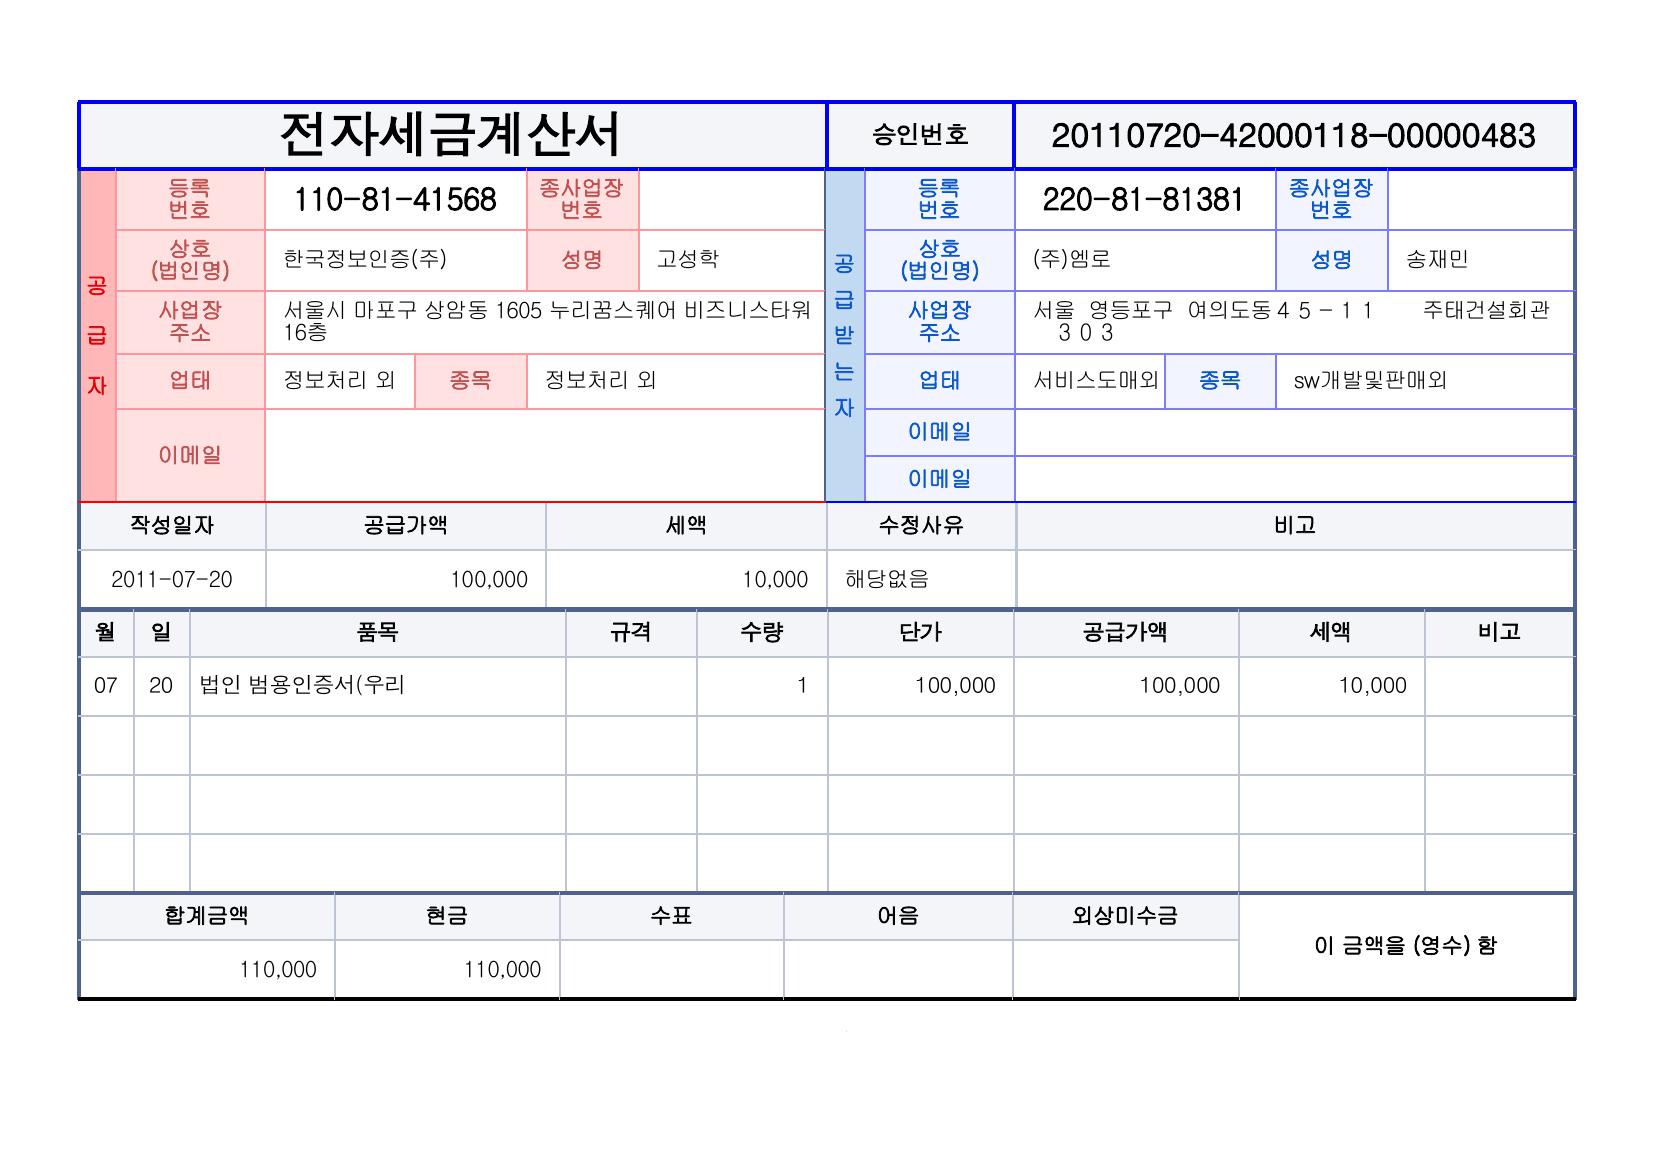 전자세금계산서 승인번호 20110720-42000118-00000483
공급자
등록번호 110-81-41568 종사업장번호
상호(법인명) 한국정보인증(주) 성명 고성학
사업장주소 서울시 마포구 상암동 1605 누리꿈스퀘어 비즈니스타워
16층
업태 정보처리 외 종목 정보처리 외
이메일
공급받는자
등록번호 220-81-81381 종사업장번호
상호(법인명) (주)엠로 성명 송재민
사업장주소 서울 영등포구 여의도동 4 5 - 1 1 주태건설회관
3 0 3
업태 서비스도매외 종목 sw개발및판매외
이메일
이메일
작성일자 공급가액 세액 수정사유 비고
2011-07-20 100,000 10,000 해당없음
월 일 품목 규격 수량 단가 공급가액 세액 비고
07 20 법인 범용인증서(우리 1 100,000 100,000 10,000
합계금액 현금 수표 어음 외상미수금
이 금액을 (영수) 함
110,000 110,000